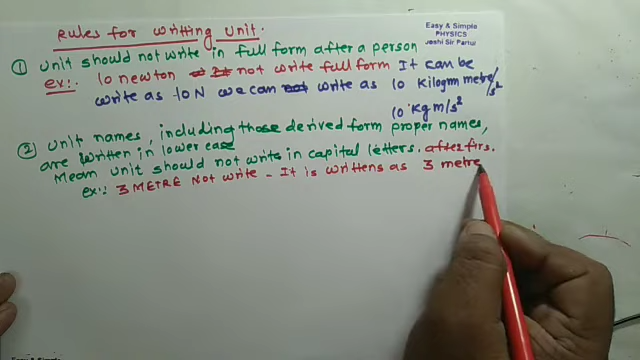 Rules for writting unit.
Easy & Simple
PHYSICS
Joshi Sir Partur
① unit should not write in full form after a person
ex:- 10 newton not write full form It can be
write as 10 N we can write as 10 Kilogram metre/s²
10 Kg m/s²
② unit names, including those derived form proper names,
are written in lower case
Mean unit should not write in capital letters. after firs.
ex:- 3 METRE Not write - It is writtens as 3 metre
Easy & Simple